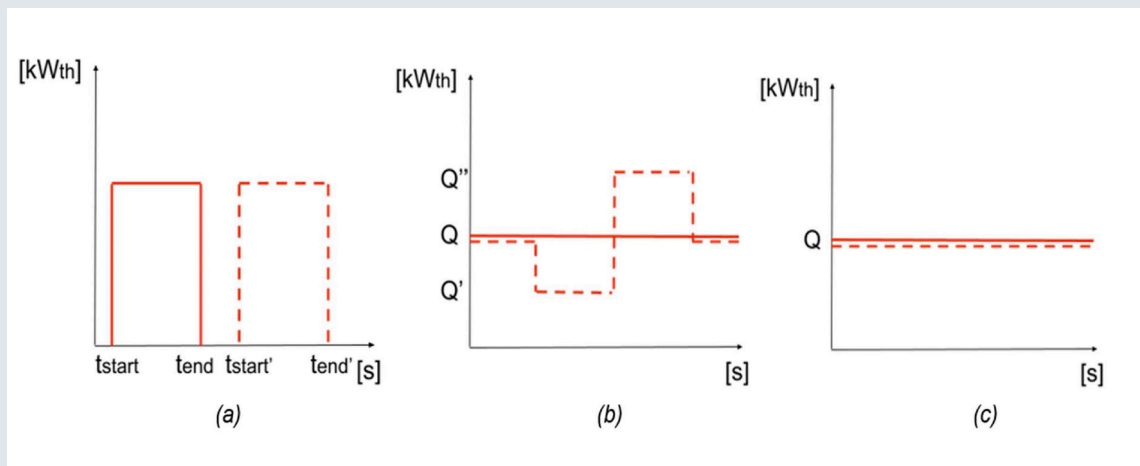 [kWth]
tstart tend tstart' tend' [s]
(a)
[kWth]
Q''
Q
Q'
[s]
(b)
[kWth]
Q
[s]
(c)